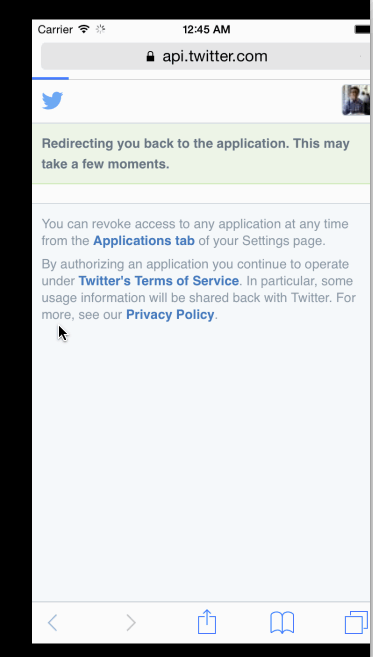 Carrier 12:45 AM
api.twitter.com
Redirecting you back to the application. This may
take a few moments.
You can revoke access to any application at any time
from the Applications tab of your Settings page.
By authorizing an application you continue to operate
under Twitter's Terms of Service. In particular, some
usage information will be shared back with Twitter. For
more, see our Privacy Policy.